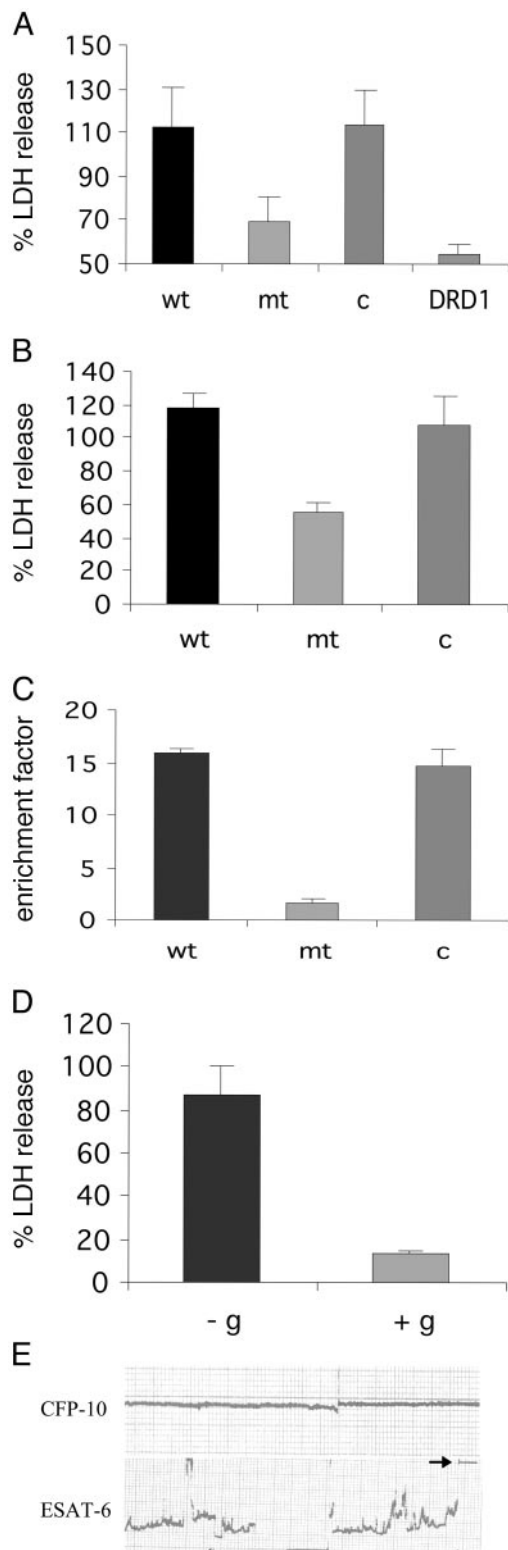 A
% LDH release
150
130
110
90
70
50
wt mt c DRD1
B
% LDH release
140
120
100
80
60
40
20
0
wt mt c
C
enrichment factor
20
15
10
5
0
wt mt c
D
% LDH release
120
100
80
60
40
20
0
- g + g
E
CFP-10
ESAT-6